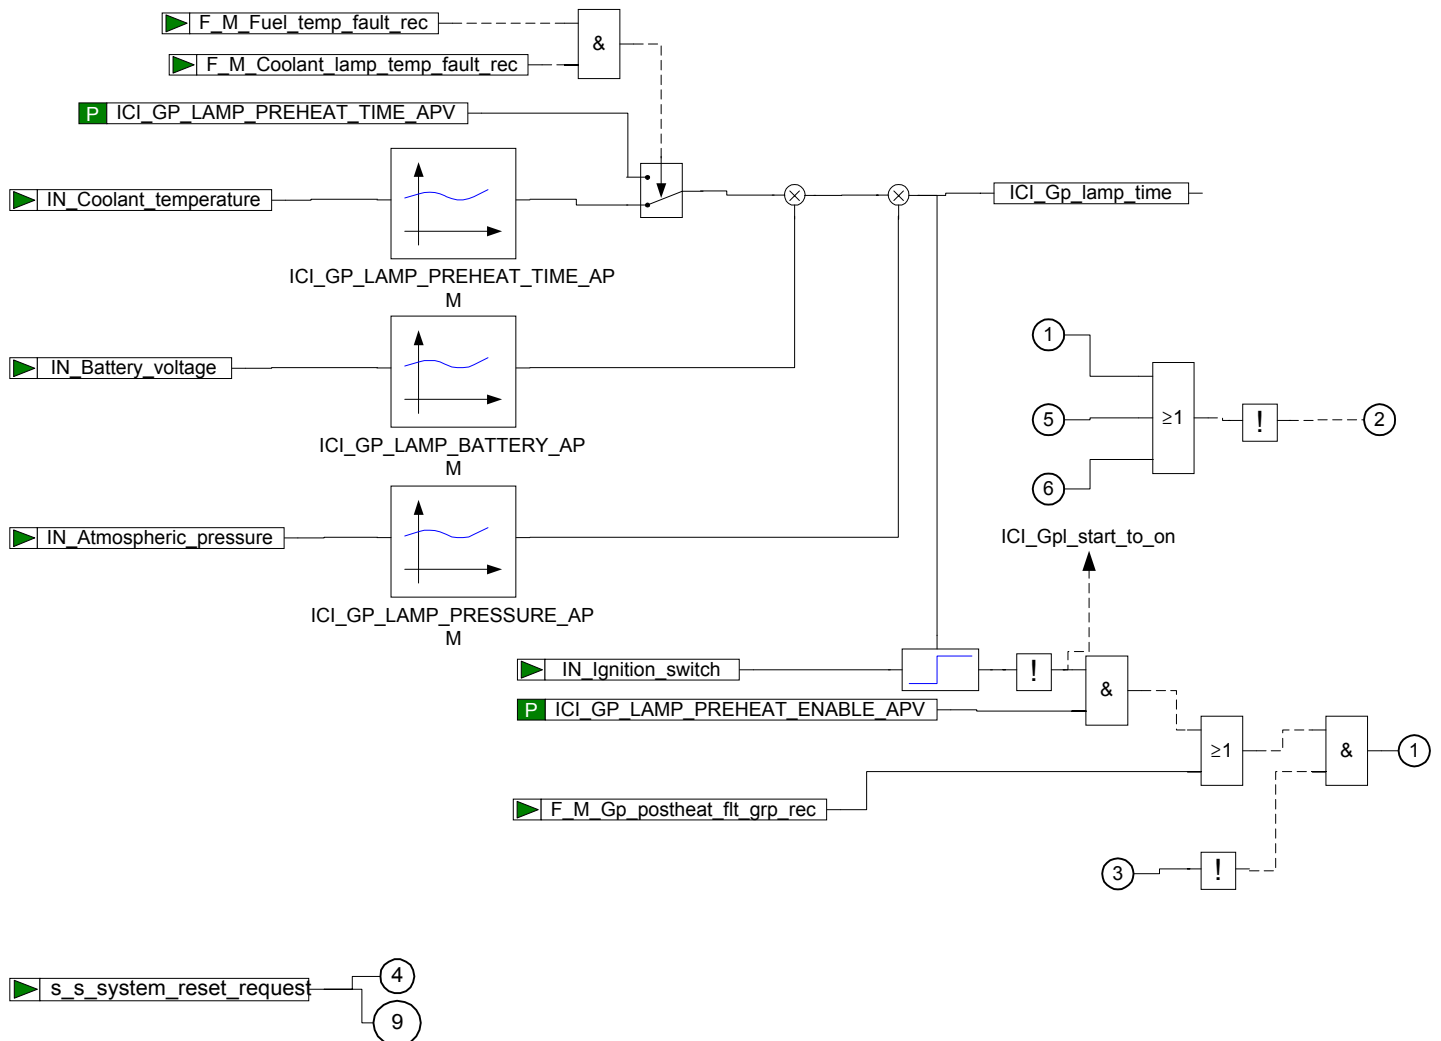 F_M_Fuel_temp_fault_rec
&
F_M_Coolant_lamp_temp_fault_rec
P ICI_GP_LAMP_PREHEAT_TIME_APV
IN_Coolant_temperature
ICI_Gp_lamp_time
ICI_GP_LAMP_PREHEAT_TIME_AP
M
1
IN_Battery_voltage
5
≥1
!
2
ICI_GP_LAMP_BATTERY_AP
M
6
IN_Atmospheric_pressure
ICI_Gpl_start_to_on
ICI_GP_LAMP_PRESSURE_AP
M
IN_Ignition_switch
!
&
P ICI_GP_LAMP_PREHEAT_ENABLE_APV
≥1
&
1
F_M_Gp_postheat_flt_grp_rec
3
!
4
s_s_system_reset_request
9